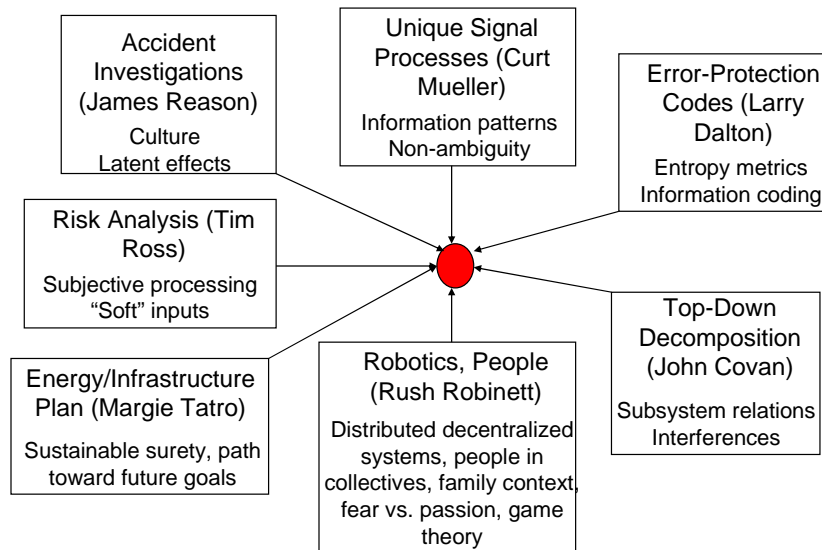 Accident
Investigations
(James Reason)
Culture
Latent effects
Unique Signal
Processes (Curt
Mueller)
Information patterns
Non-ambiguity
Error-Protection
Codes (Larry
Dalton)
Entropy metrics
Information coding
Risk Analysis (Tim
Ross)
Subjective processing
“Soft” inputs
Top-Down
Decomposition
(John Covan)
Subsystem relations
Interferences
Energy/Infrastructure
Plan (Margie Tatro)
Sustainable surety, path
toward future goals
Robotics, People
(Rush Robinett)
Distributed decentralized
systems, people in
collectives, family context,
fear vs. passion, game
theory